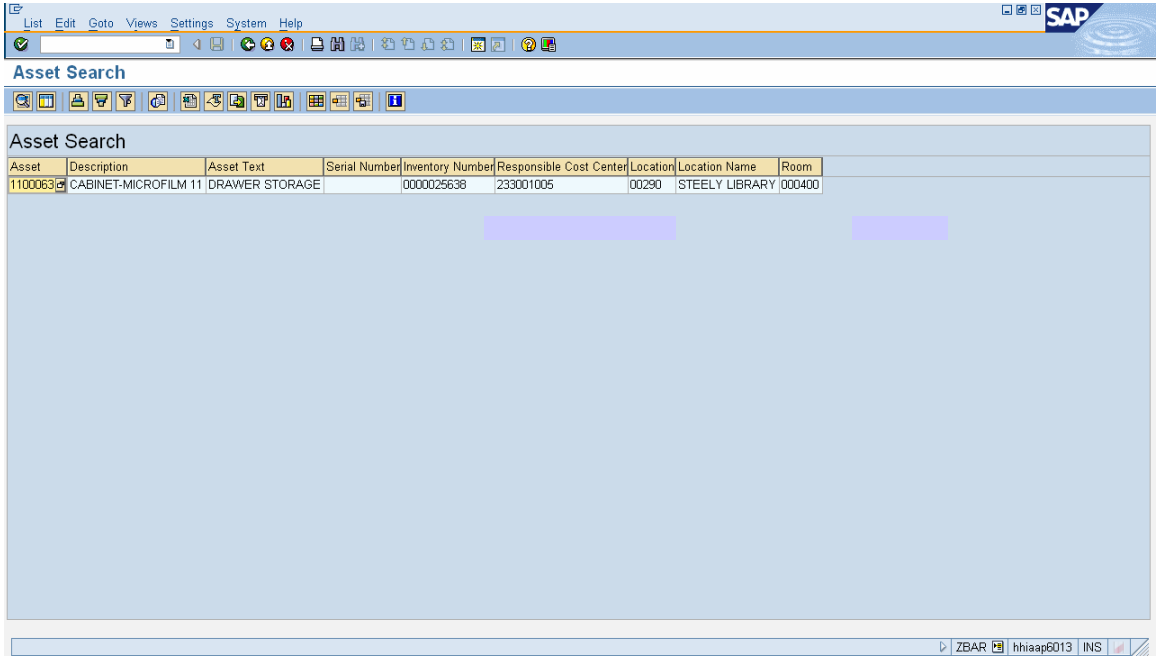 List Edit Goto Views Settings System Help
SAP
Asset Search
Asset Search
Asset Description Asset Text Serial Number Inventory Number Responsible Cost Center Location Location Name Room
1100063 CABINET-MICROFILM 11 DRAWER STORAGE 0000025638 233001005 00290 STEELY LIBRARY 000400
ZBAR hhiaap6013 INS